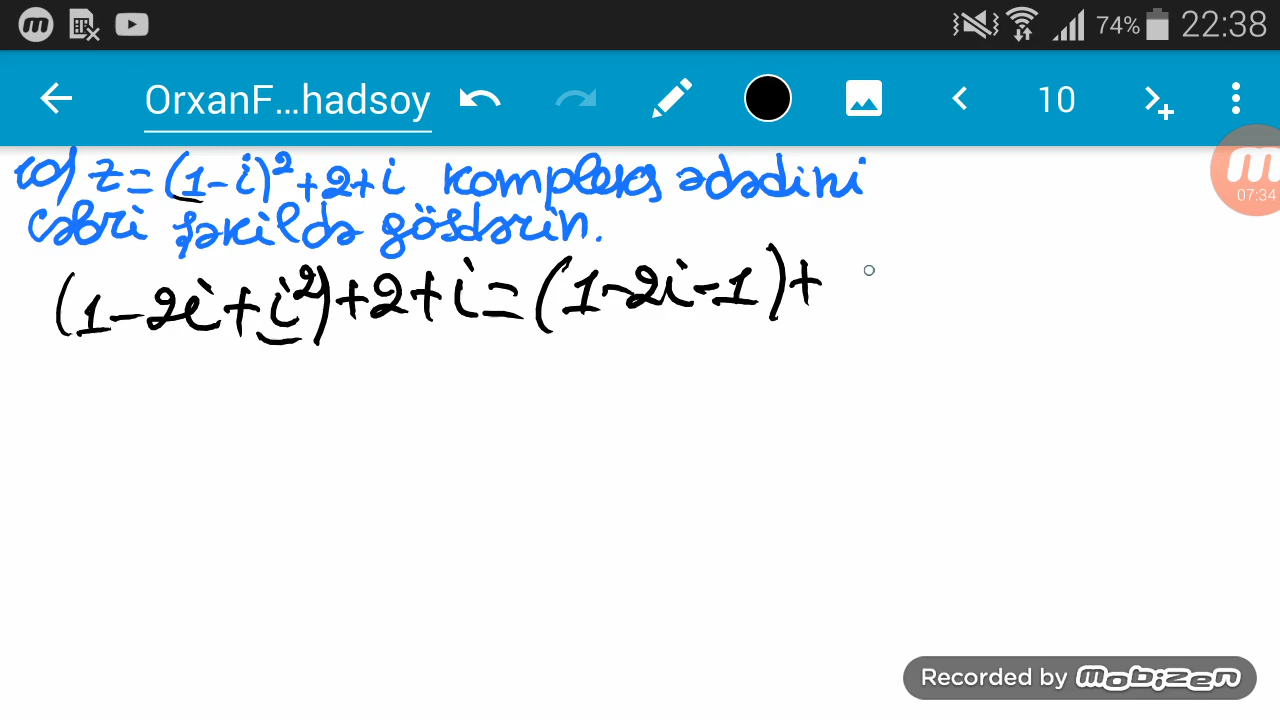 22:38
74%
OrxanF...hadsoy
10
07:34
10) z=(1-i)²+2+i kompleks ədədini
cəbri şəkildə göstərin.
(1-2i+i²)+2+i=(1-2i-1)+
Recorded by mobizen